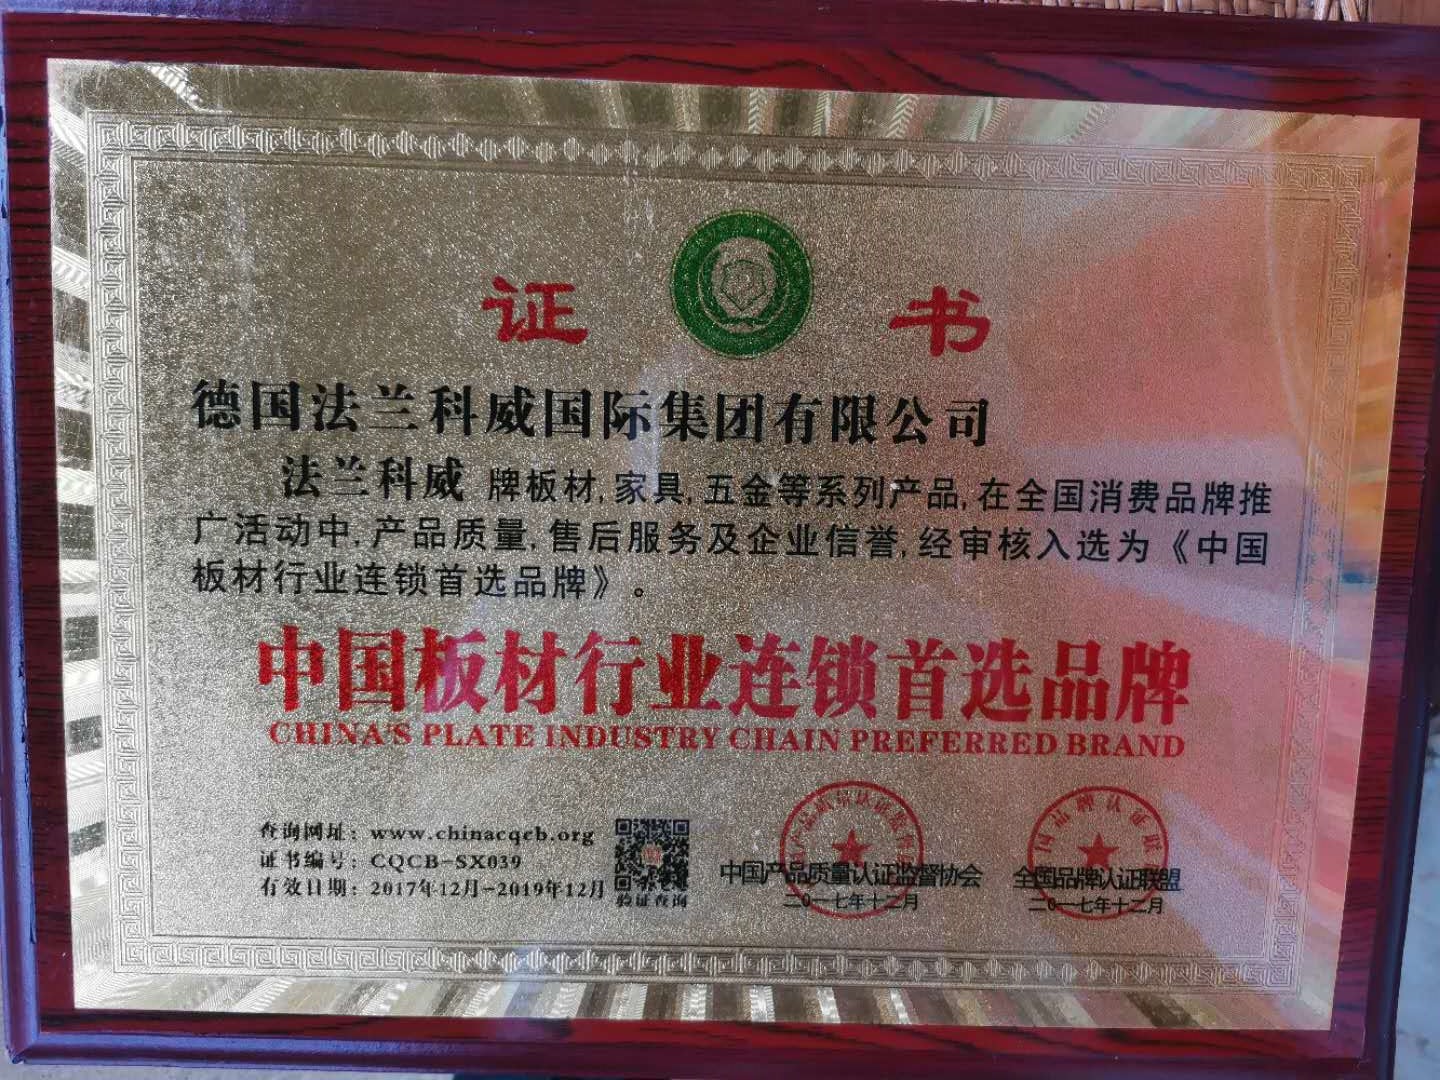 证 书
德国法兰科威国际集团有限公司
法兰科威 牌板材,家具,五金等系列产品,在全国消费品牌推
广活动中,产品质量,售后服务及企业信誉,经审核入选为《中国
板材行业连锁首选品牌》。
中国板材行业连锁首选品牌
CHINA'S PLATE INDUSTRY CHAIN PREFERRED BRAND
查询网址: www.chinacqcb.org
证书编号: CQCB-SX039
有效日期: 2017年12月-2019年12月
验证查询
中国产品质量认证监督协会
二0一七年十二月
全国品牌认证联盟
二0一七年十二月